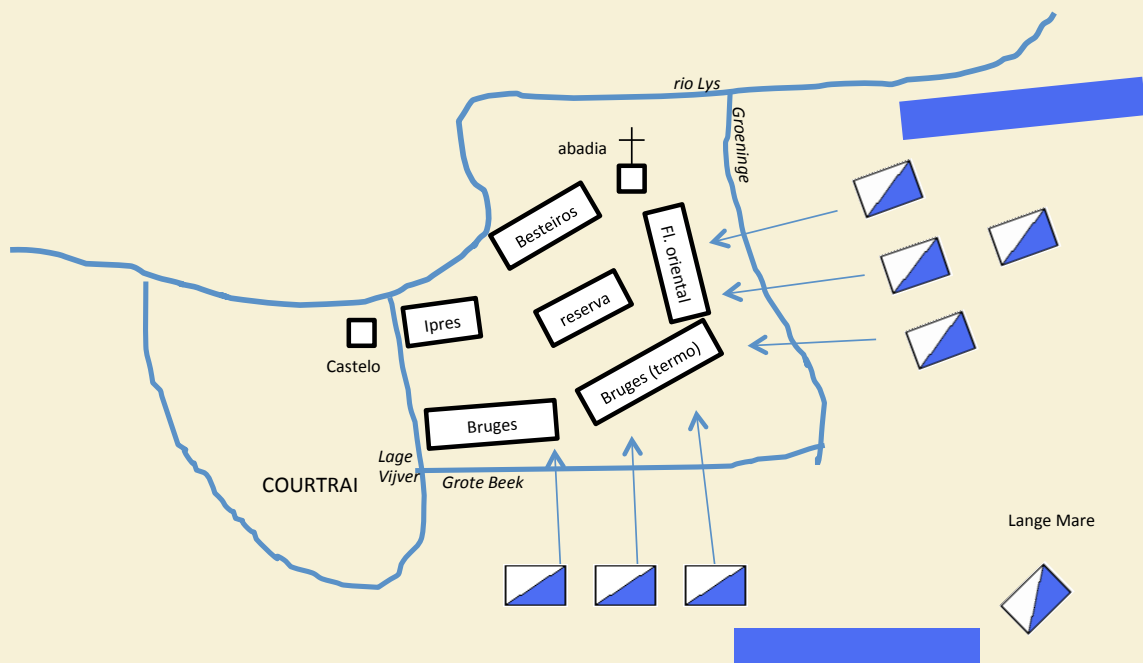 rio Lys
Groeninge
abadia
Besteiros
Fl. oriental
reserva
Ipres
Castelo
Bruges (termo)
Bruges
Lage
Vijver
Grote Beek
COURTRAI
Lange Mare